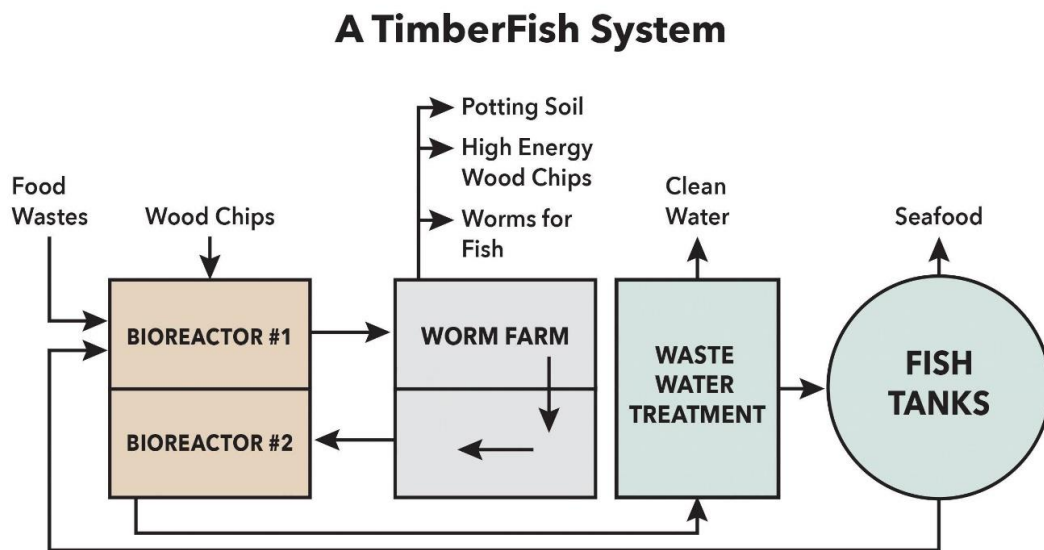 A TimberFish System
Potting Soil
High Energy
Wood Chips
Worms for
Fish
Food
Wastes
Wood Chips
Clean
Water
Seafood
BIOREACTOR #1
WORM FARM
WASTE
WATER
TREATMENT
FISH
TANKS
BIOREACTOR #2